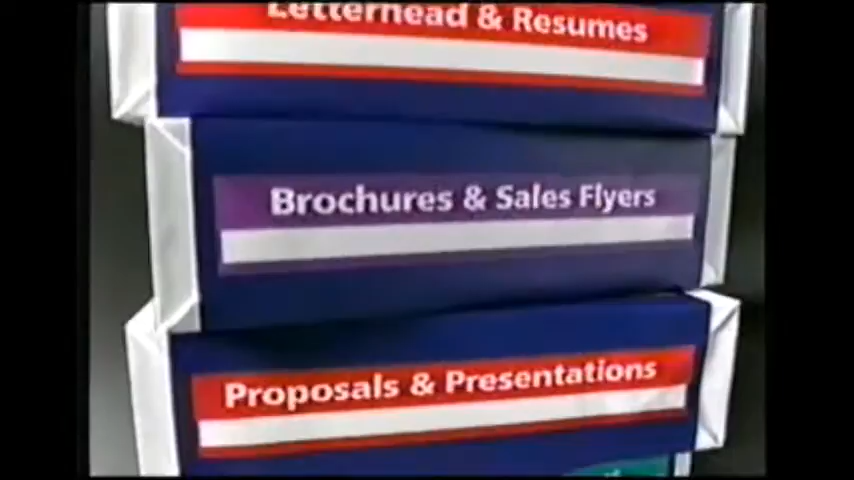 Letterhead & Resumes
Brochures & Sales Flyers
Proposals & Presentations